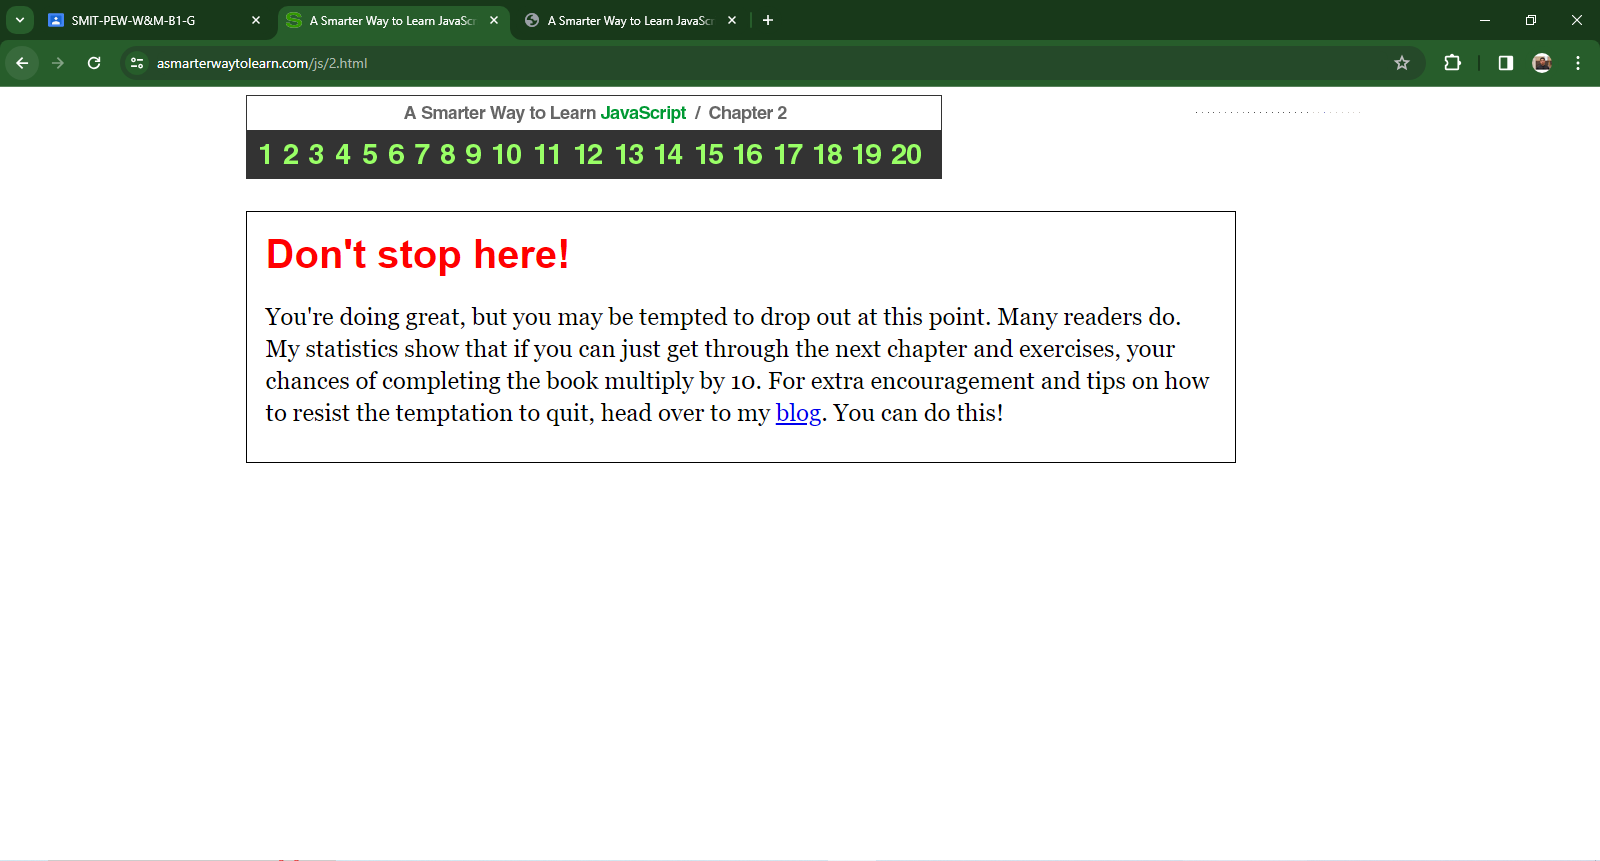 SMIT-PEW-W&M-B1-G
A Smarter Way to Learn JavaSc
A Smarter Way to Learn JavaSc
asmarterwaytolearn.com/js/2.html
A Smarter Way to Learn JavaScript / Chapter 2
1 2 3 4 5 6 7 8 9 10 11 12 13 14 15 16 17 18 19 20
Don't stop here!
You're doing great, but you may be tempted to drop out at this point. Many readers do.
My statistics show that if you can just get through the next chapter and exercises, your
chances of completing the book multiply by 10. For extra encouragement and tips on how
to resist the temptation to quit, head over to my blog. You can do this!